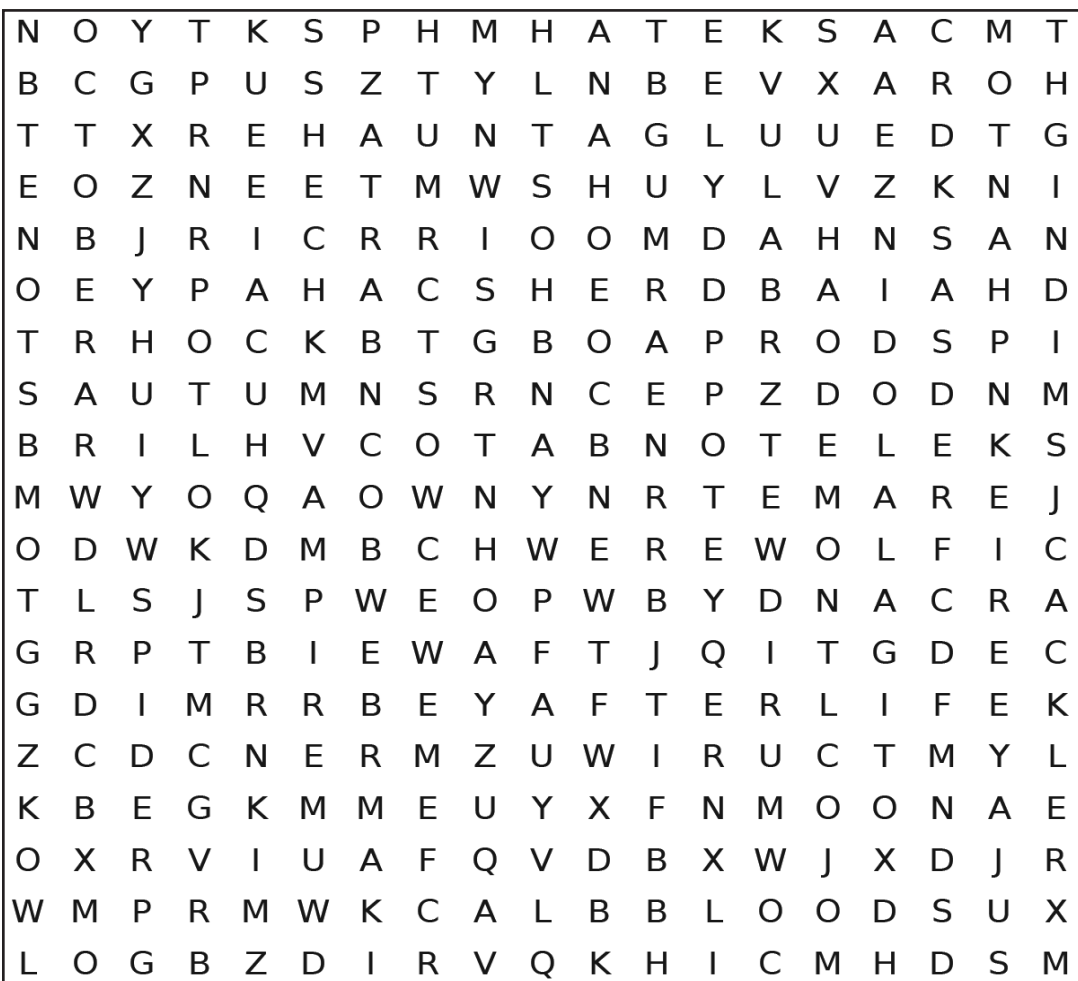 N O Y T K S P H M H A T E K S A C M T
B C G P U S Z T Y L N B E V X A R O H
T T X R E H A U N T A G L U U E D T G
E O Z N E E T M W S H U Y L V Z K N I
N B J R I C R R I O O M D A H N S A N
O E Y P A H A C S H E R D B A I A H D
T R H O C K B T G B O A P R O D S P I
S A U T U M N S R N C E P Z D O D N M
B R I L H V C O T A B N O T E L E K S
M W Y O Q A O W N Y N R T E M A R E J
O D W K D M B C H W E R E W O L F I C
T L S J S P W E O P W B Y D N A C R A
G R P T B I E W A F T J Q I T G D E C
G D I M R R B E Y A F T E R L I F E K
Z C D C N E R M Z U W I R U C T M Y L
K B E G K M M E U Y X F N M O O N A E
O X R V I U A F Q V D B X W J X D J R
W M P R M W K C A L B B L O O D S U X
L O G B Z D I R V Q K H I C M H D S M